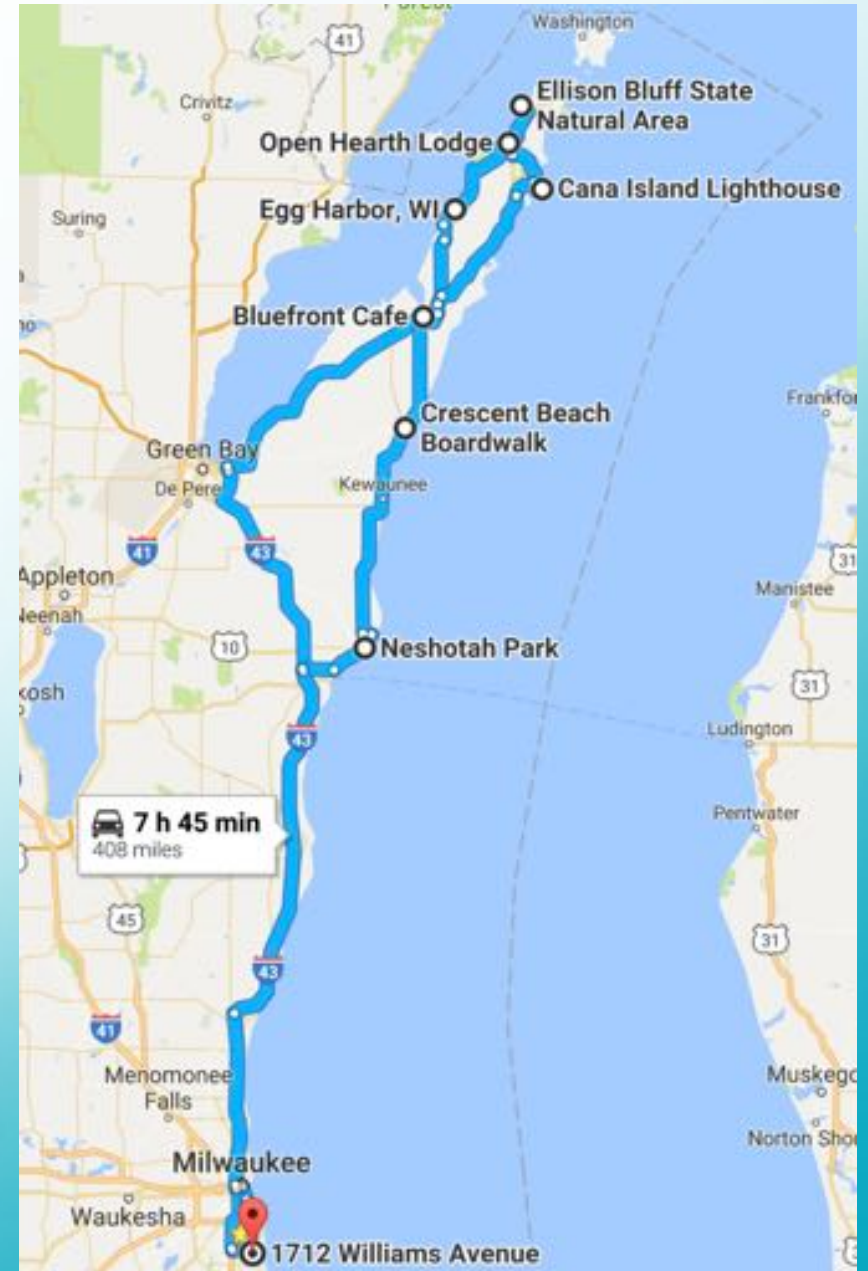 Forest
Washington
41
Crivitz
Ellison Bluff State
Natural Area
Open Hearth Lodge
Cana Island Lighthouse
Egg Harbor, WI
Suring
Bluefront Cafe
Crescent Beach
Boardwalk
Frankfor
Green Bay
De Pere
Kewaunee
41
43
31
Appleton
Neenah
Manistee
10
Neshotah Park
kosh
31
43
Ludington
7 h 45 min
408 miles
Pentwater
45
31
43
41
Menomonee
Falls
Muskego
Norton Shor
Milwaukee
Waukesha
1712 Williams Avenue